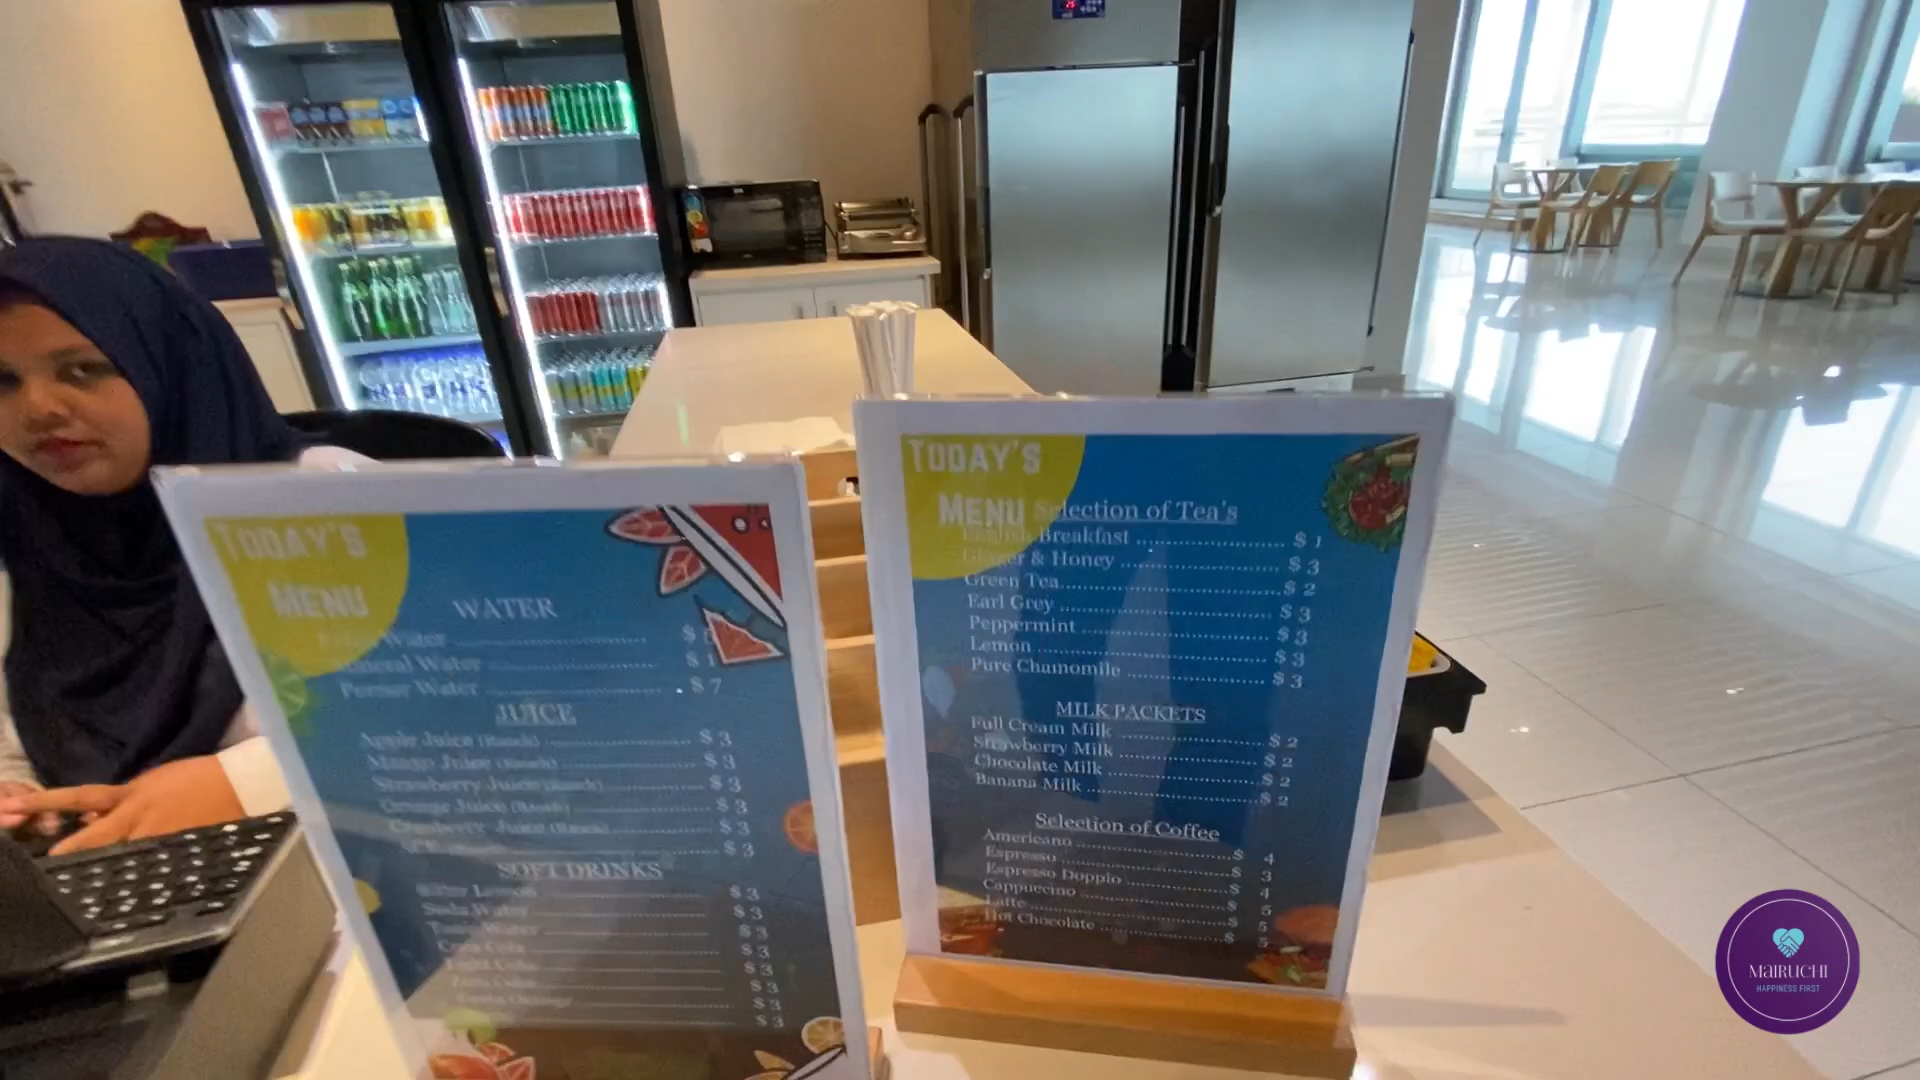 TODAY'S
MENU
WATER
Water ........ $
Mineral Water ........ $ 1
Perrier Water ........ $ 7
JUICE
Apple Juice ........ $ 3
Mango Juice ........ $ 3
Strawberry Juice ........ $ 3
Orange Juice ........ $ 3
Cranberry Juice ........ $ 3
$ 3
SOFT DRINKS
Bitter Lemon ........ $ 3
Soda Water ........ $ 3
Water ........ $ 3
$ 3
$ 3
$ 3
$ 3
$ 3
TODAY'S
MENU
Selection of Tea's
English Breakfast ........ $ 1
Ginger & Honey ........ $ 3
Green Tea ........ $ 2
Earl Grey ........ $ 3
Peppermint ........ $ 3
Lemon ........ $ 3
Pure Chamomile ........ $ 3
MILK PACKETS
Full Cream Milk ........ $ 2
Strawberry Milk ........ $ 2
Chocolate Milk ........ $ 2
Banana Milk ........ $ 2
Selection of Coffee
Americano ........ $ 4
Espresso ........ $ 3
Espresso Doppio ........ $ 4
Cappuccino ........ $ 5
Latte ........ $ 5
Hot Chocolate ........ $ 5
MAIRUCHI
HAPPINESS FIRST